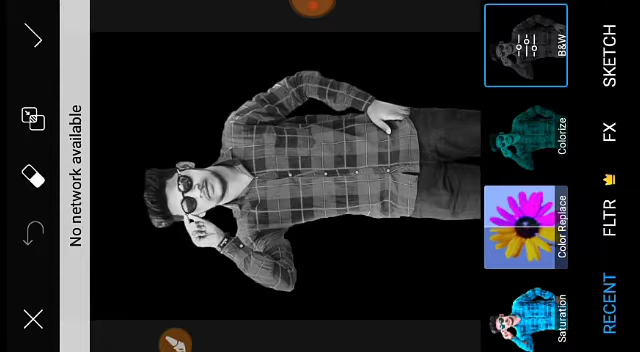 No network available
B&W
Colorize
Color Replace
Saturation
SKETCH
FX
FLTR
RECENT